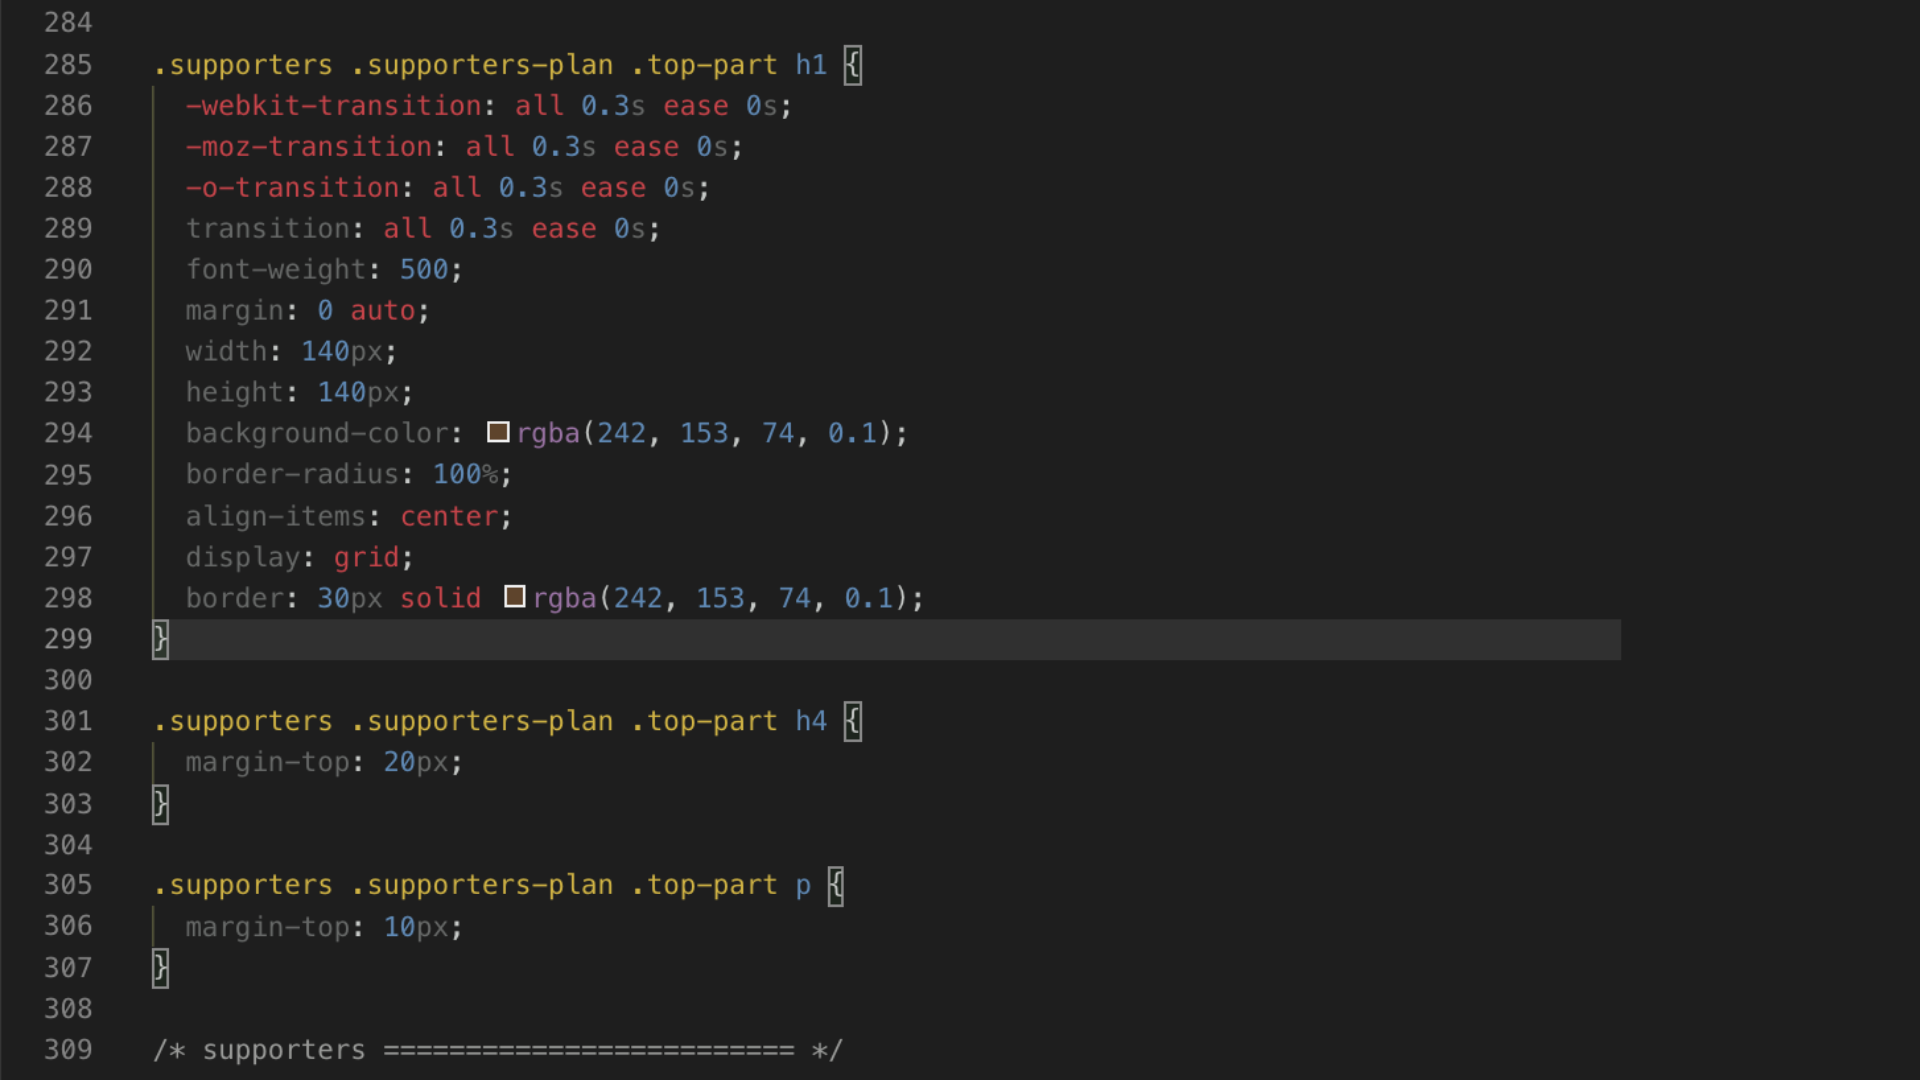 284
285 .supporters .supporters-plan .top-part h1 {
286 -webkit-transition: all 0.3s ease 0s;
287 -moz-transition: all 0.3s ease 0s;
288 -o-transition: all 0.3s ease 0s;
289 transition: all 0.3s ease 0s;
290 font-weight: 500;
291 margin: 0 auto;
292 width: 140px;
293 height: 140px;
294 background-color: rgba(242, 153, 74, 0.1);
295 border-radius: 100%;
296 align-items: center;
297 display: grid;
298 border: 30px solid rgba(242, 153, 74, 0.1);
299 }
300
301 .supporters .supporters-plan .top-part h4 {
302 margin-top: 20px;
303 }
304
305 .supporters .supporters-plan .top-part p {
306 margin-top: 10px;
307 }
308
309 /* supporters ========================= */